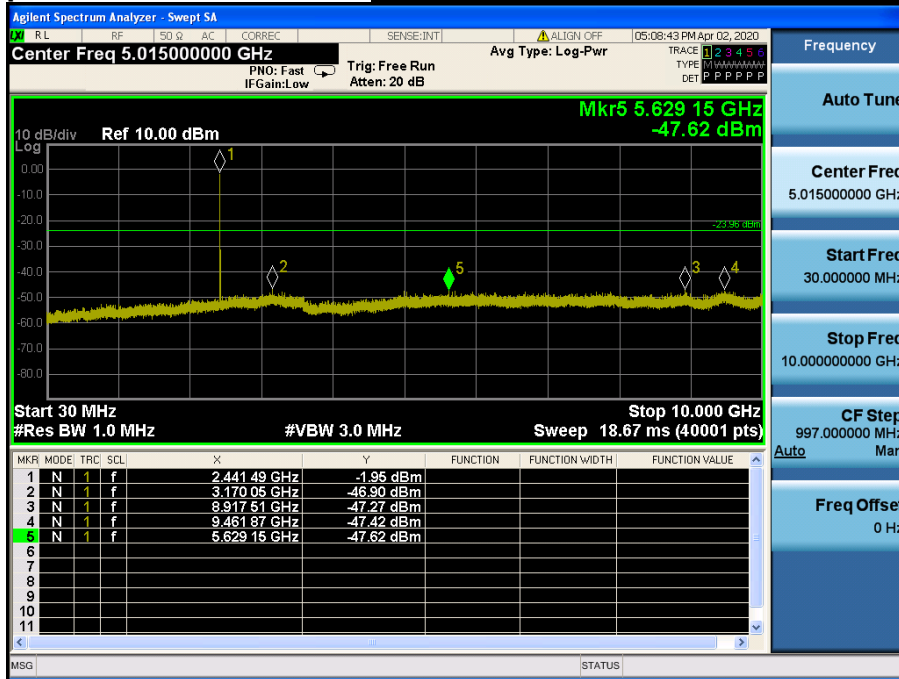 Agilent Spectrum Analyzer - Swept SA
LXI RL RF 50 Ω AC CORREC SENSE:INT ALIGN OFF 05:08:43 PM Apr 02, 2020
Center Freq 5.015000000 GHz
PNO: Fast
IFGain:Low
Trig: Free Run
Atten: 20 dB
Avg Type: Log-Pwr
TRACE 1 2 3 4 5 6
TYPE M
DET P P P P P P
Mkr5 5.629 15 GHz
-47.62 dBm
10 dB/div Ref 10.00 dBm
Log
0.00
-10.0
-20.0
-30.0
-40.0
-50.0
-60.0
-70.0
-80.0
1
2
5
3
4
-23.96 dBm
Start 30 MHz
Stop 10.000 GHz
#Res BW 1.0 MHz #VBW 3.0 MHz Sweep 18.67 ms (40001 pts)
MKR MODE TRC SCL X Y FUNCTION FUNCTION WIDTH FUNCTION VALUE
1 N 1 f 2.441 49 GHz -1.95 dBm
2 N 1 f 3.170 05 GHz -46.90 dBm
3 N 1 f 8.917 51 GHz -47.27 dBm
4 N 1 f 9.461 87 GHz -47.42 dBm
5 N 1 f 5.629 15 GHz -47.62 dBm
6
7
8
9
10
11
MSG STATUS
Frequency
Auto Tune
Center Freq
5.015000000 GHz
Start Freq
30.000000 MHz
Stop Freq
10.000000000 GHz
CF Step
997.000000 MHz
Auto Man
Freq Offset
0 Hz